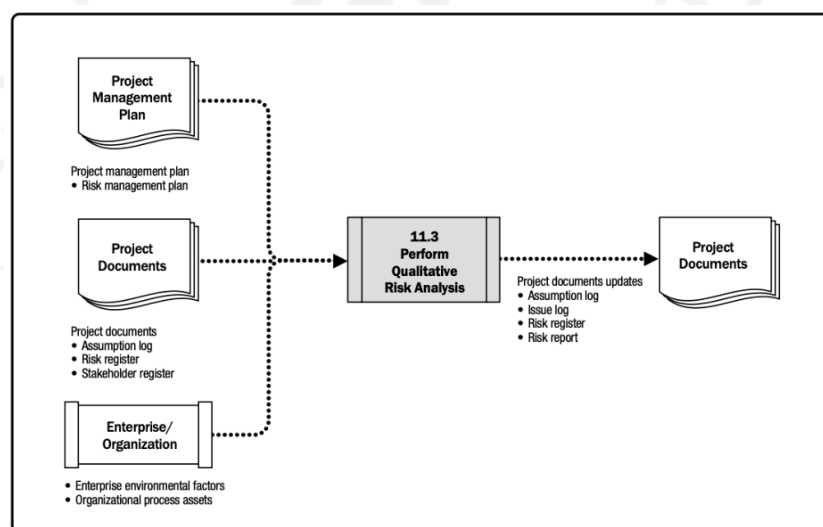 Project
Management
Plan
Project management plan
• Risk management plan
Project
Documents
Project documents
• Assumption log
• Risk register
• Stakeholder register
Enterprise/
Organization
• Enterprise environmental factors
• Organizational process assets
11.3
Perform
Qualitative
Risk Analysis
Project documents updates
• Assumption log
• Issue log
• Risk register
• Risk report
Project
Documents